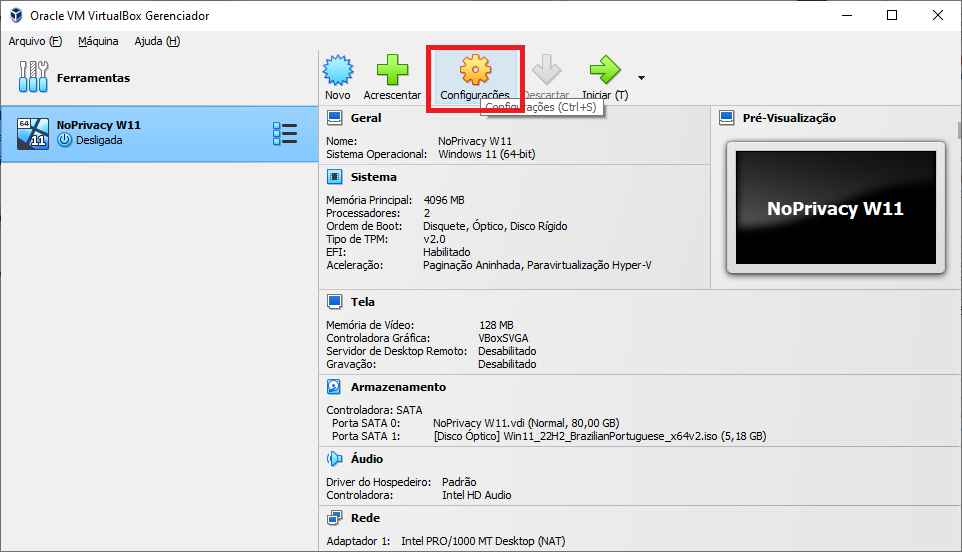 Oracle VM VirtualBox Gerenciador
Arquivo (F) Máquina Ajuda (H)
Ferramentas
Novo Acrescentar Configurações Descartar Iniciar (T)
Configurações (Ctrl+S)
64
11
NoPrivacy W11
Desligada
Geral
Nome: NoPrivacy W11
Sistema Operacional: Windows 11 (64-bit)
Pré-Visualização
NoPrivacy W11
Sistema
Memória Principal: 4096 MB
Processadores: 2
Ordem de Boot: Disquete, Óptico, Disco Rígido
Tipo de TPM: v2.0
EFI: Habilitado
Aceleração: Paginação Aninhada, Paravirtualização Hyper-V
Tela
Memória de Vídeo: 128 MB
Controladora Gráfica: VBoxSVGA
Servidor de Desktop Remoto: Desabilitado
Gravação: Desabilitado
Armazenamento
Controladora: SATA
Porta SATA 0: NoPrivacy W11.vdi (Normal, 80,00 GB)
Porta SATA 1: [Disco Óptico] Win11_22H2_BrazilianPortuguese_x64v2.iso (5,18 GB)
Áudio
Driver do Hospedeiro: Padrão
Controladora: Intel HD Audio
Rede
Adaptador 1: Intel PRO/1000 MT Desktop (NAT)